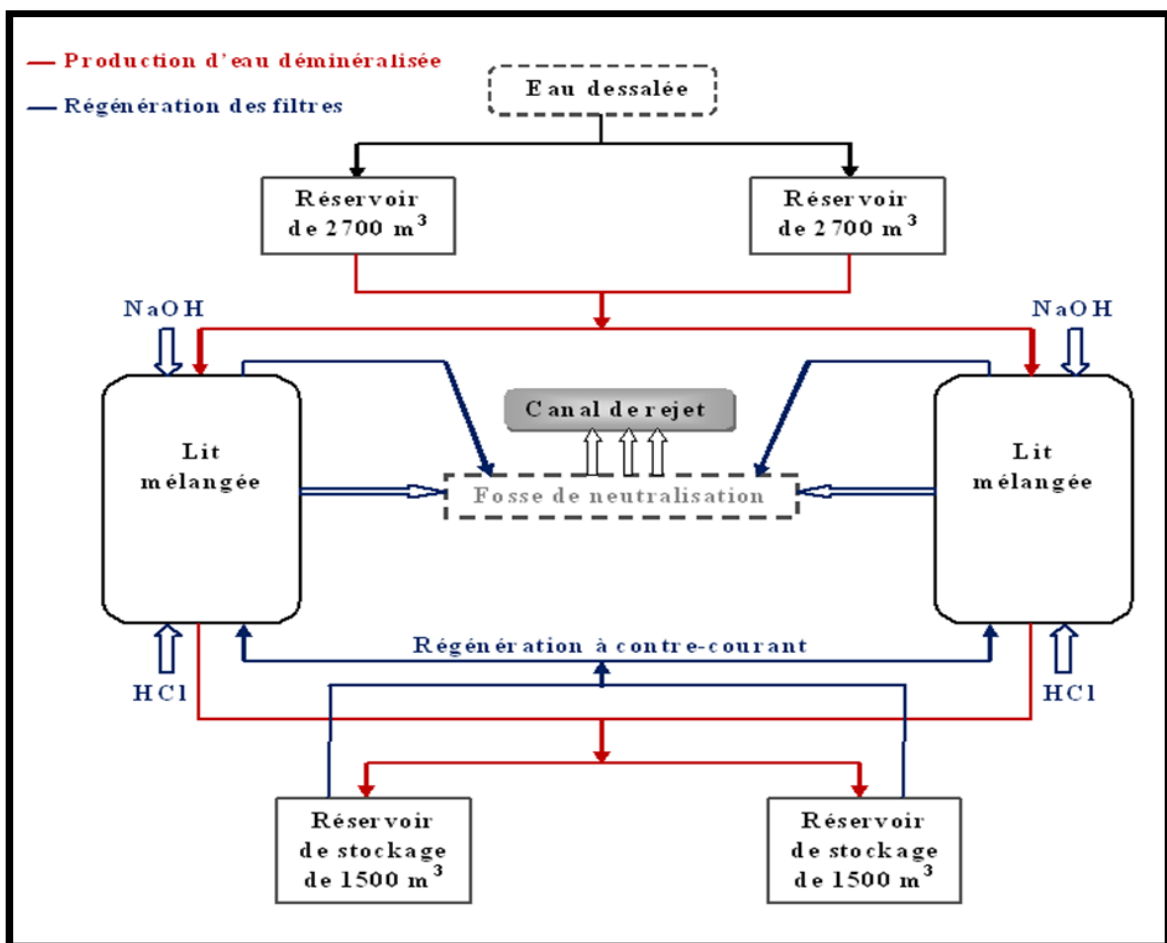 Production d'eau déminéralisée
Régénération des filtres
Eau dessalée
Réservoir
de 2700 m³
Réservoir
de 2700 m³
NaOH
NaOH
Canal de rejet
Lit
mélangée
Lit
mélangée
Fosse de neutralisation
Régénération à contre-courant
HCl
HCl
Réservoir
de stockage
de 1500 m³
Réservoir
de stockage
de 1500 m³